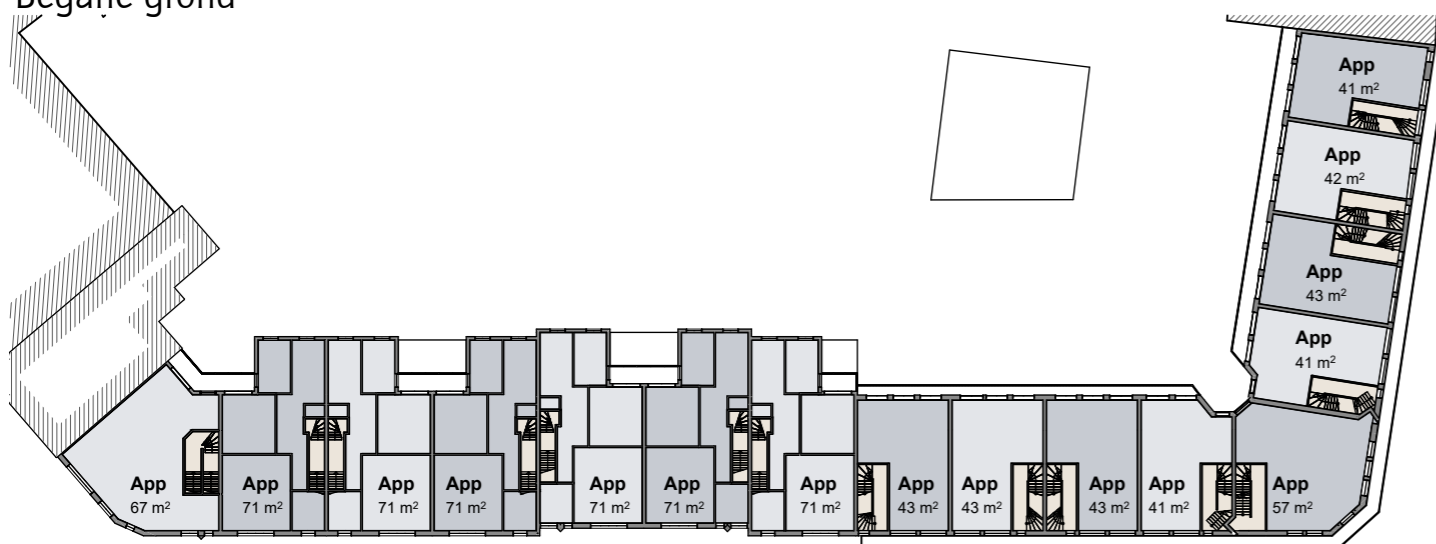 Begane grond
App
41 m²
App
42 m²
App
43 m²
App
41 m²
App
67 m²
App
71 m²
App
71 m²
App
71 m²
App
71 m²
App
71 m²
App
71 m²
App
43 m²
App
43 m²
App
43 m²
App
41 m²
App
57 m²